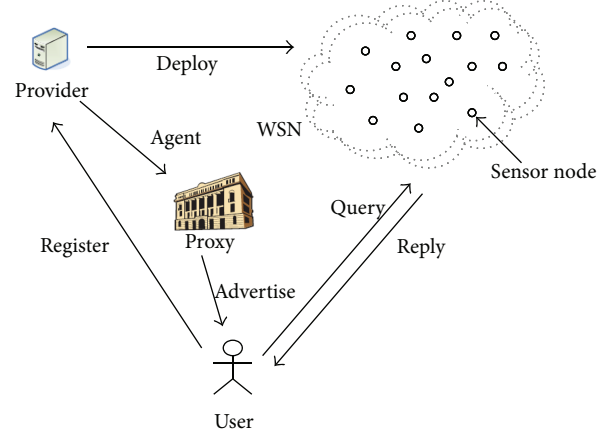 Deploy
Provider
Agent
WSN
Sensor node
Query
Proxy
Register
Reply
Advertise
User